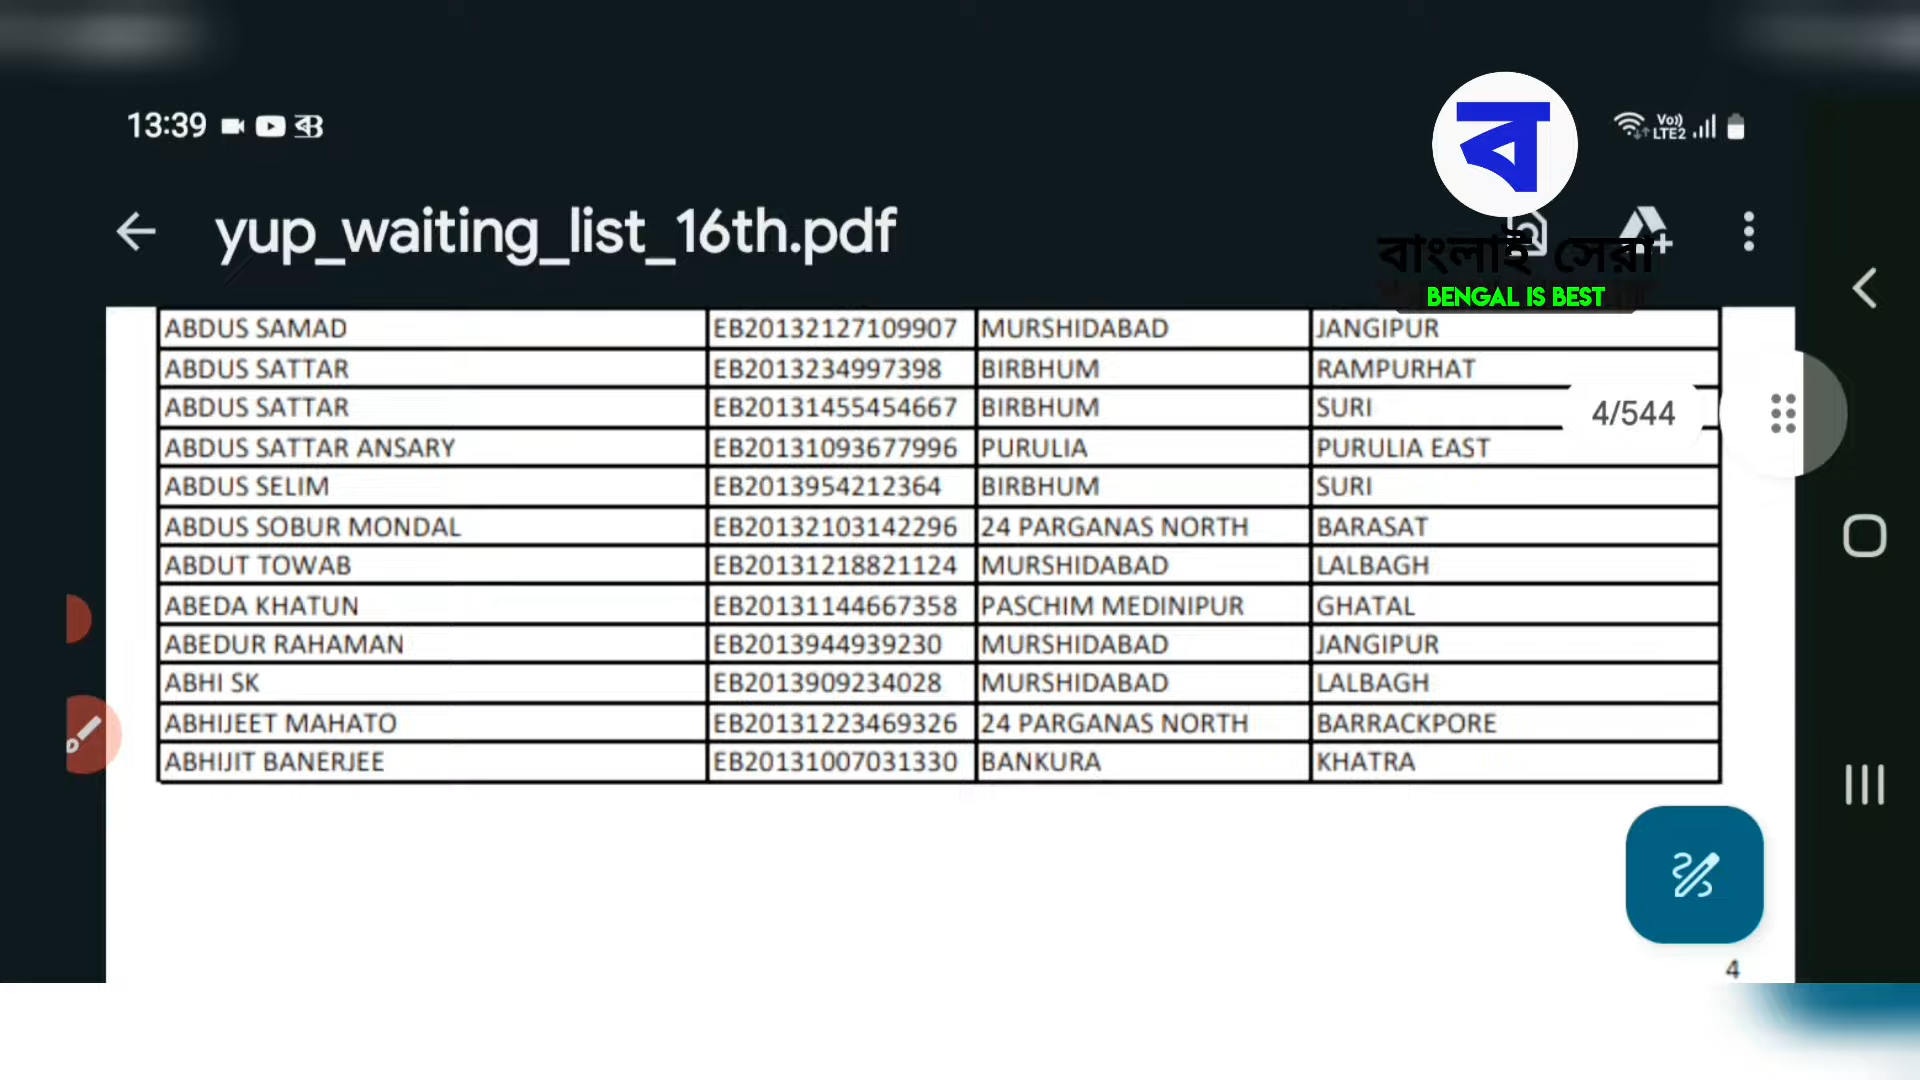 13:39
Vo)) LTE2
ব
yup_waiting_list_16th.pdf
বাংলাই সেরা
BENGAL IS BEST
ABDUS SAMAD EB20132127109907 MURSHIDABAD JANGIPUR
ABDUS SATTAR EB2013234997398 BIRBHUM RAMPURHAT
ABDUS SATTAR EB20131455454667 BIRBHUM SURI
4/544
ABDUS SATTAR ANSARY EB20131093677996 PURULIA PURULIA EAST
ABDUS SELIM EB2013954212364 BIRBHUM SURI
ABDUS SOBUR MONDAL EB20132103142296 24 PARGANAS NORTH BARASAT
ABDUT TOWAB EB20131218821124 MURSHIDABAD LALBAGH
ABEDA KHATUN EB20131144667358 PASCHIM MEDINIPUR GHATAL
ABEDUR RAHAMAN EB2013944939230 MURSHIDABAD JANGIPUR
ABHI SK EB2013909234028 MURSHIDABAD LALBAGH
ABHIJEET MAHATO EB20131223469326 24 PARGANAS NORTH BARRACKPORE
ABHIJIT BANERJEE EB20131007031330 BANKURA KHATRA
4